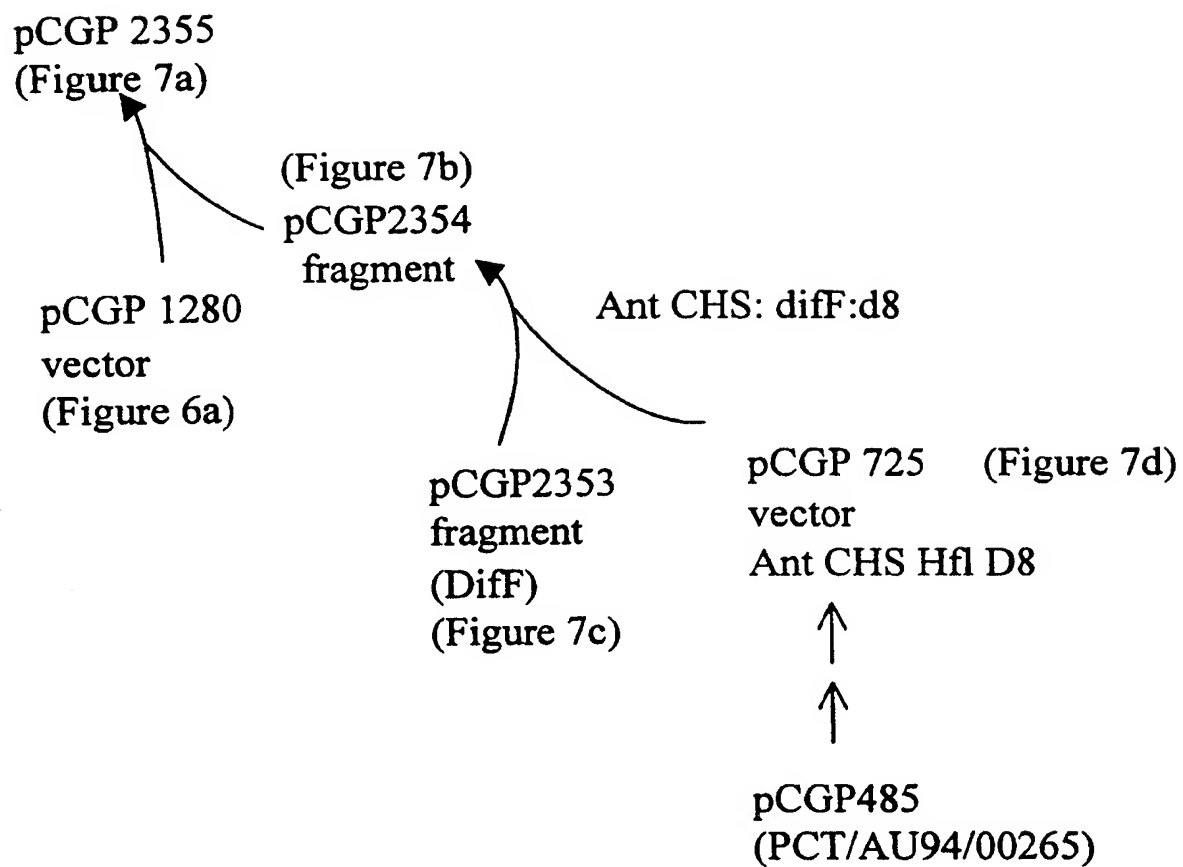 pCGP 2355
(Figure 7a)
(Figure 7b)
pCGP2354
fragment
pCGP 1280
vector
(Figure 6a)
Ant CHS: difF:d8
pCGP2353
fragment
(DifF)
(Figure 7c)
pCGP 725 (Figure 7d)
vector
Ant CHS Hfl D8
pCGP485
(PCT/AU94/00265)